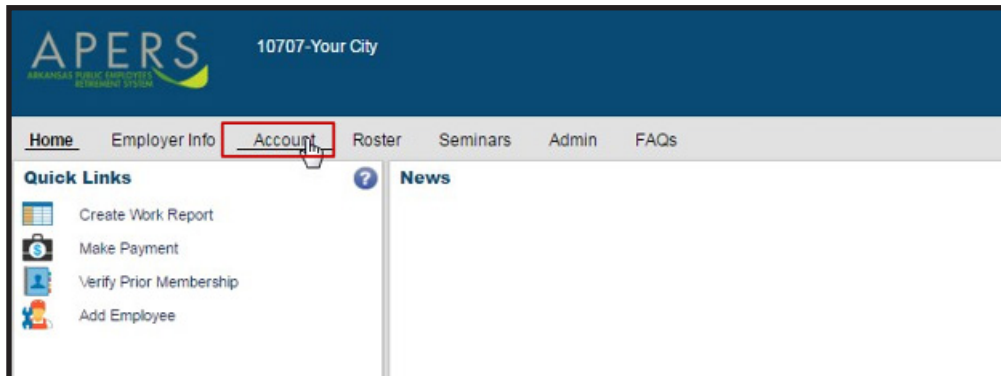 APERS
ARKANSAS PUBLIC EMPLOYEES
RETIREMENT SYSTEM
10707-Your City
Home Employer Info Account Roster Seminars Admin FAQs
Quick Links
Create Work Report
Make Payment
Verify Prior Membership
Add Employee
News